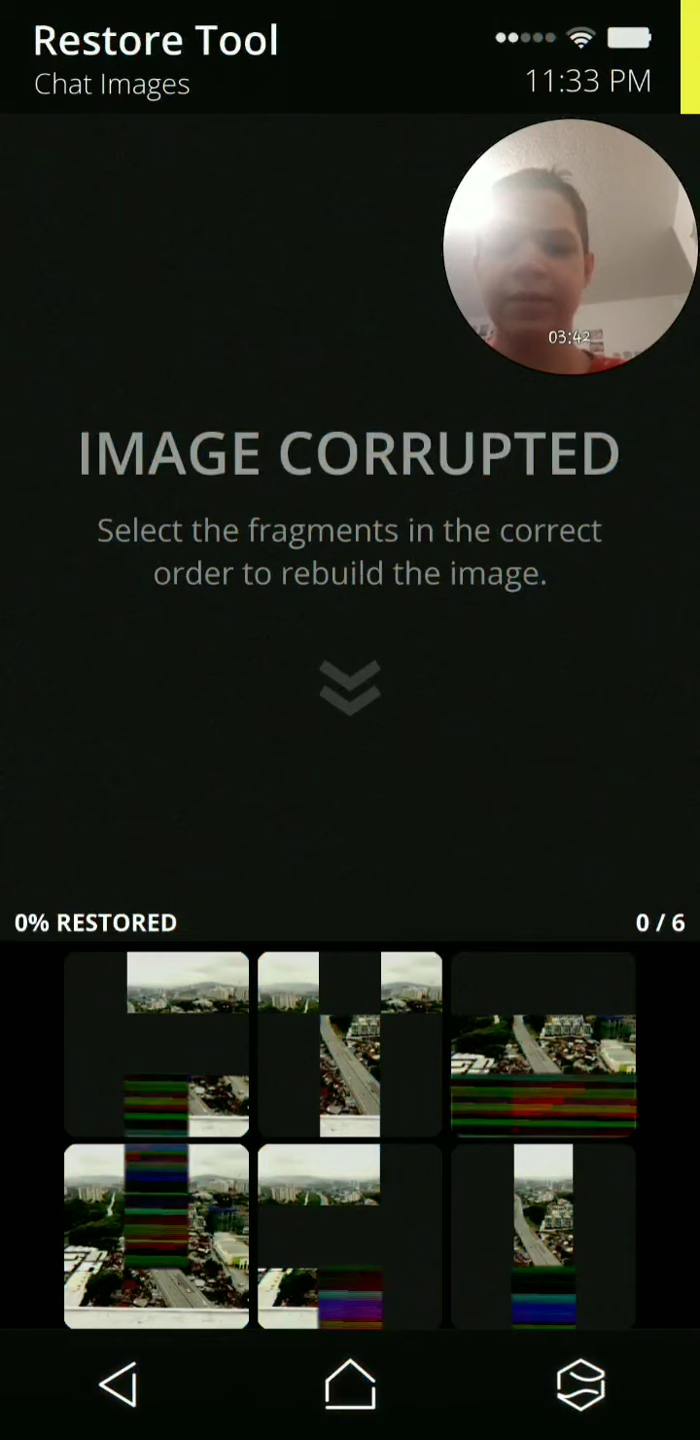 Restore Tool
Chat Images
11:33 PM
03:42
IMAGE CORRUPTED
Select the fragments in the correct
order to rebuild the image.
0% RESTORED
0 / 6